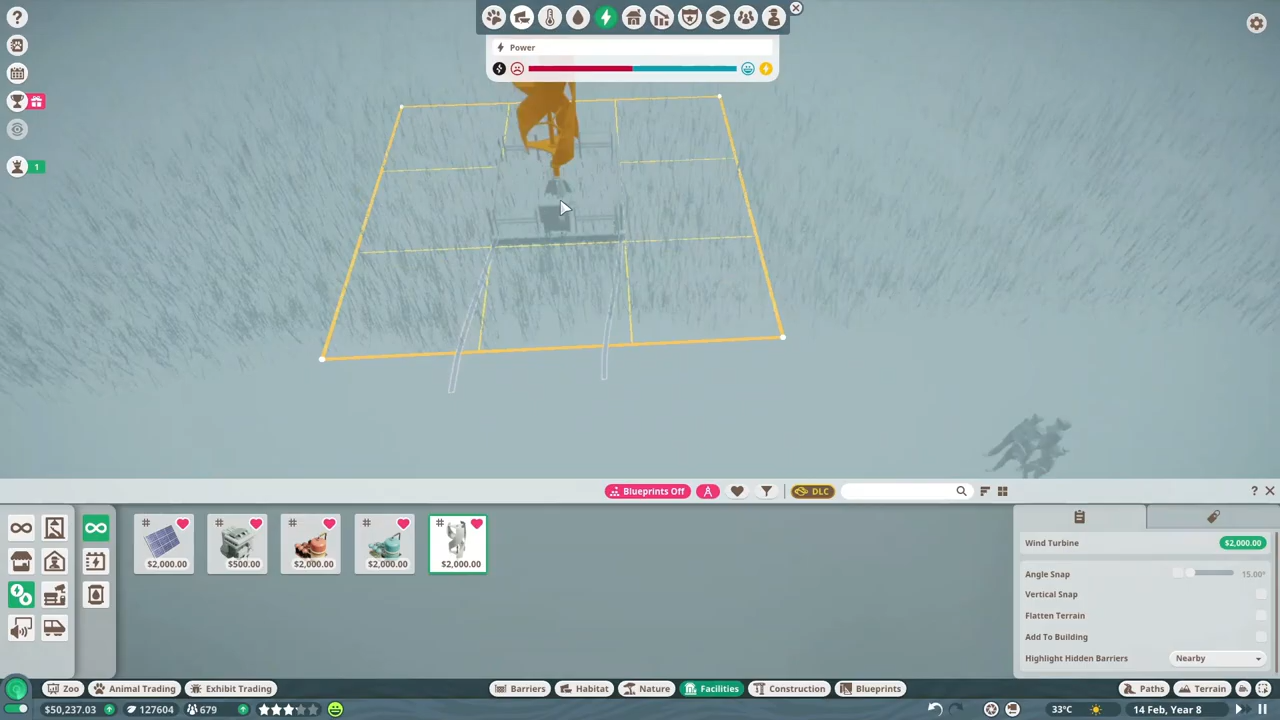 Power
1
Blueprints Off
DLC
$2,000.00
$500.00
$2,000.00
$2,000.00
$2,000.00
Wind Turbine
$2,000.00
Angle Snap
15.00°
Vertical Snap
Flatten Terrain
Add To Building
Highlight Hidden Barriers
Nearby
Zoo
Animal Trading
Exhibit Trading
Barriers
Habitat
Nature
Facilities
Construction
Blueprints
Paths
Terrain
$50,237.03
127604
679
33°C
14 Feb, Year 8